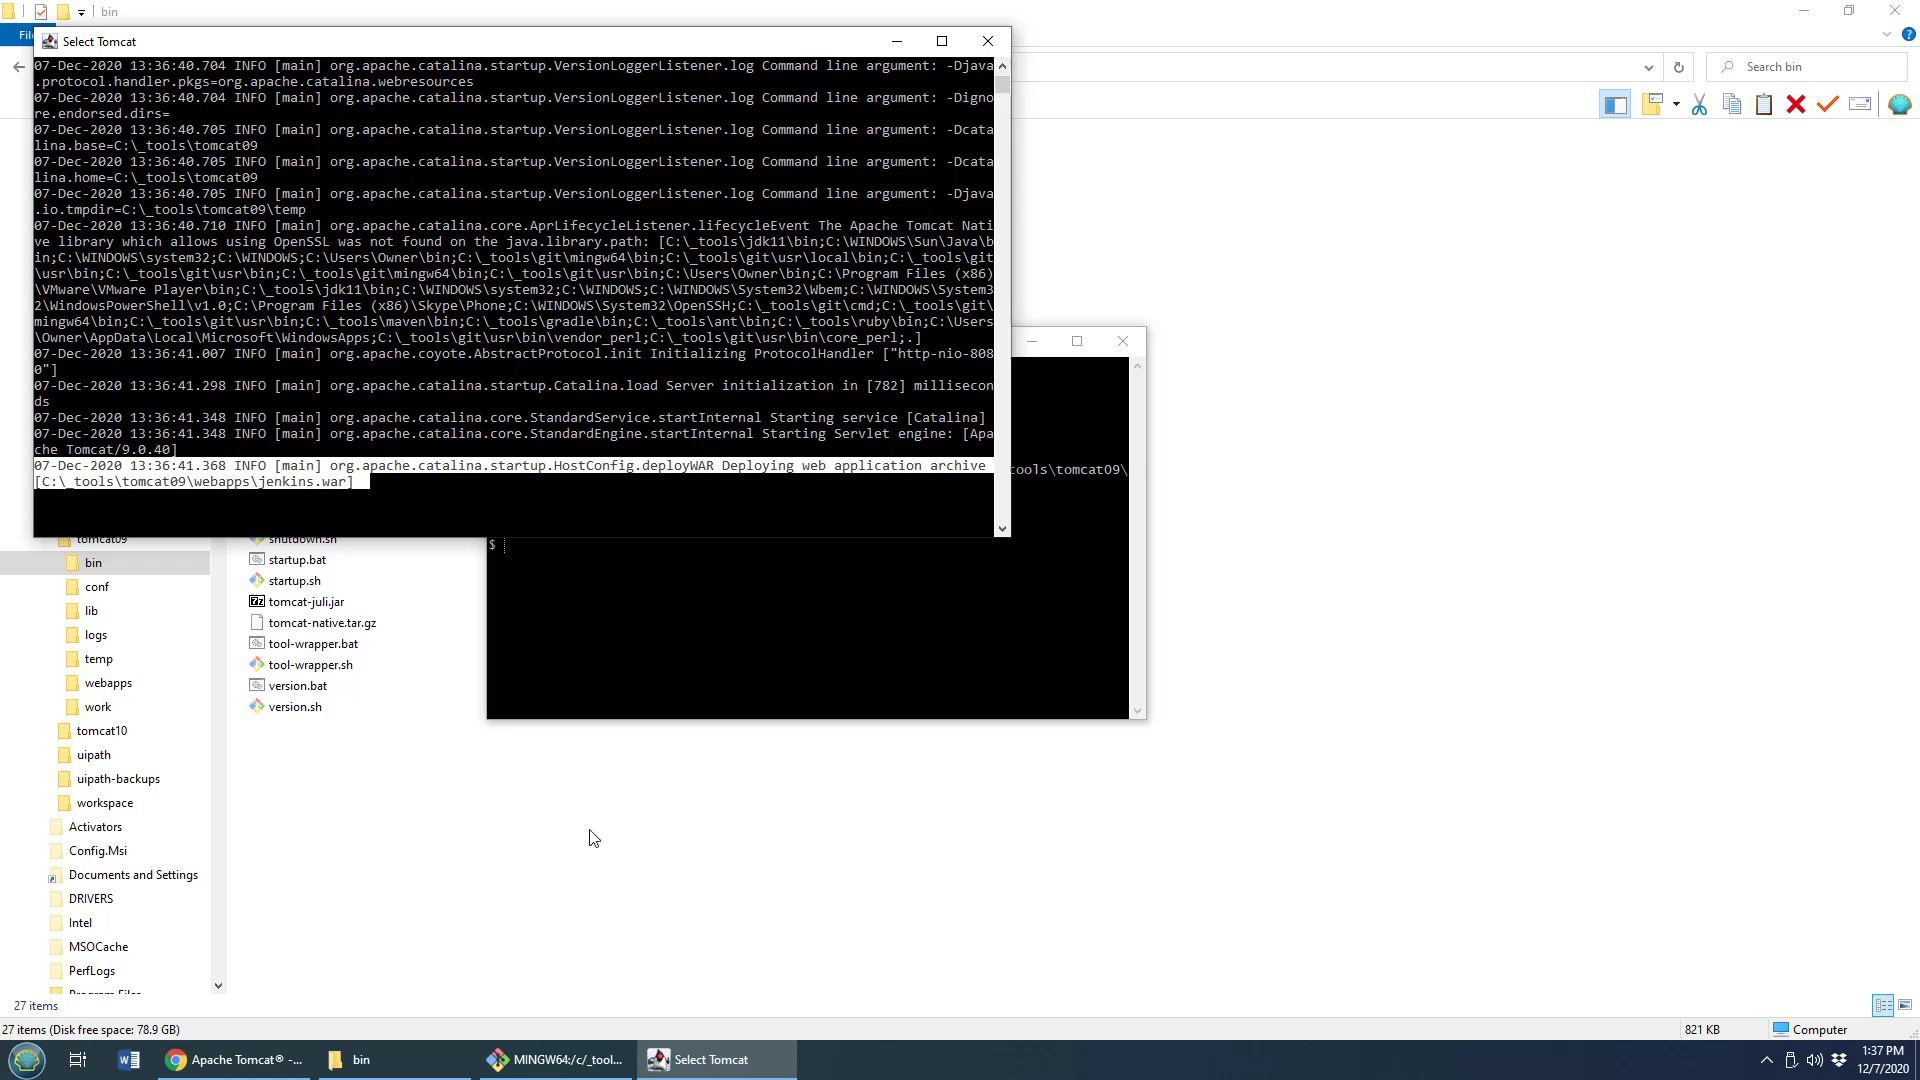 bin
File
Select Tomcat
07-Dec-2020 13:36:40.704 INFO [main] org.apache.catalina.startup.VersionLoggerListener.log Command line argument: -Djava
.protocol.handler.pkgs=org.apache.catalina.webresources
07-Dec-2020 13:36:40.704 INFO [main] org.apache.catalina.startup.VersionLoggerListener.log Command line argument: -Digno
re.endorsed.dirs=
07-Dec-2020 13:36:40.705 INFO [main] org.apache.catalina.startup.VersionLoggerListener.log Command line argument: -Dcata
lina.base=C:\_tools\tomcat09
07-Dec-2020 13:36:40.705 INFO [main] org.apache.catalina.startup.VersionLoggerListener.log Command line argument: -Dcata
lina.home=C:\_tools\tomcat09
07-Dec-2020 13:36:40.705 INFO [main] org.apache.catalina.startup.VersionLoggerListener.log Command line argument: -Djava
.io.tmpdir=C:\_tools\tomcat09\temp
07-Dec-2020 13:36:40.710 INFO [main] org.apache.catalina.core.AprLifecycleListener.lifecycleEvent The Apache Tomcat Nati
ve library which allows using OpenSSL was not found on the java.library.path: [C:\_tools\jdk11\bin;C:\WINDOWS\Sun\Java\b
in;C:\WINDOWS\system32;C:\WINDOWS;C:\Users\Owner\bin;C:\_tools\git\mingw64\bin;C:\_tools\git\usr\local\bin;C:\_tools\git
\usr\bin;C:\_tools\git\usr\bin;C:\_tools\git\mingw64\bin;C:\_tools\git\usr\bin;C:\Users\Owner\bin;C:\Program Files (x86)
\VMware\VMware Player\bin;C:\_tools\jdk11\bin;C:\WINDOWS\system32;C:\WINDOWS;C:\WINDOWS\System32\Wbem;C:\WINDOWS\System3
2\WindowsPowerShell\v1.0;C:\Program Files (x86)\Skype\Phone;C:\WINDOWS\System32\OpenSSH;C:\_tools\git\cmd;C:\_tools\git\
mingw64\bin;C:\_tools\git\usr\bin;C:\_tools\maven\bin;C:\_tools\gradle\bin;C:\_tools\ant\bin;C:\_tools\ruby\bin;C:\Users
\Owner\AppData\Local\Microsoft\WindowsApps;C:\_tools\git\usr\bin\vendor_perl;C:\_tools\git\usr\bin\core_perl;.]
07-Dec-2020 13:36:41.007 INFO [main] org.apache.coyote.AbstractProtocol.init Initializing ProtocolHandler ["http-nio-808
0"]
07-Dec-2020 13:36:41.298 INFO [main] org.apache.catalina.startup.Catalina.load Server initialization in [782] millisecon
ds
07-Dec-2020 13:36:41.348 INFO [main] org.apache.catalina.core.StandardService.startInternal Starting service [Catalina]
07-Dec-2020 13:36:41.348 INFO [main] org.apache.catalina.core.StandardEngine.startInternal Starting Servlet engine: [Apa
che Tomcat/9.0.40]
07-Dec-2020 13:36:41.368 INFO [main] org.apache.catalina.startup.HostConfig.deployWAR Deploying web application archive
[C:\_tools\tomcat09\webapps\jenkins.war]
Search bin
tools\tomcat09\
$
tomcat09
bin
conf
lib
logs
temp
webapps
work
tomcat10
uipath
uipath-backups
workspace
Activators
Config.Msi
Documents and Settings
DRIVERS
Intel
MSOCache
PerfLogs
Program Files
shutdown.sh
startup.bat
startup.sh
tomcat-juli.jar
tomcat-native.tar.gz
tool-wrapper.bat
tool-wrapper.sh
version.bat
version.sh
27 items
27 items (Disk free space: 78.9 GB)
821 KB
Computer
Apache Tomcat® -...
bin
MINGW64:/c/_tool...
Select Tomcat
1:37 PM
12/7/2020